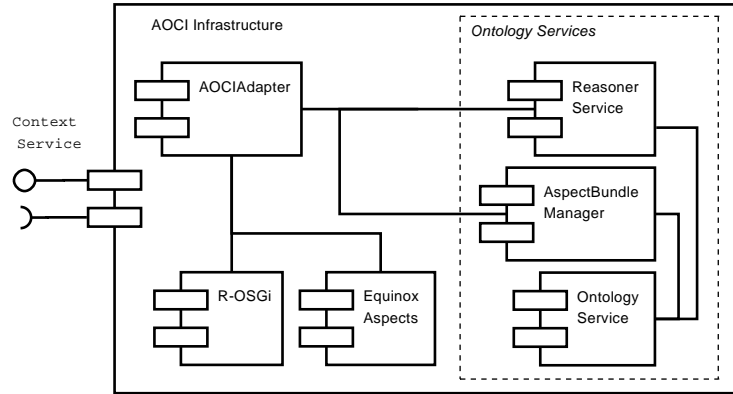 AOCI Infrastructure
Ontology Services
AOCIAdapter
Reasoner
Service
Context
Service
AspectBundle
Manager
R-OSGi
Equinox
Aspects
Ontology
Service